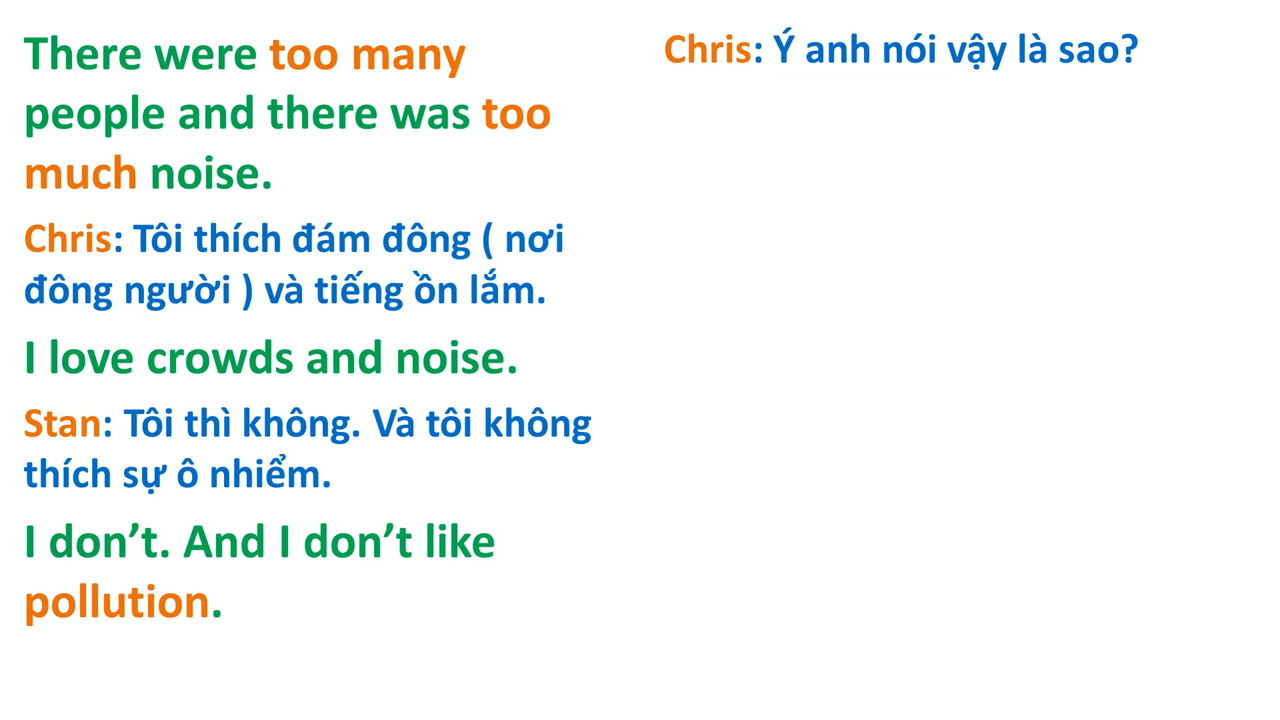 There were too many
people and there was too
much noise.
Chris: Tôi thích đám đông ( nơi
đông người ) và tiếng ồn lắm.
I love crowds and noise.
Stan: Tôi thì không. Và tôi không
thích sự ô nhiểm.
I don’t. And I don’t like
pollution.
Chris: Ý anh nói vậy là sao?